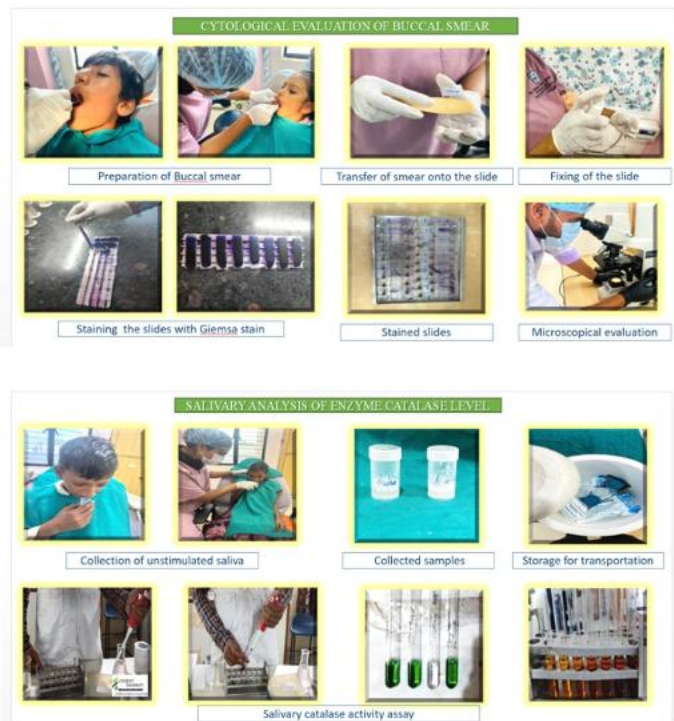 CYTOLOGICAL EVALUATION OF BUCCAL SMEAR
Preparation of Buccal smear
Transfer of smear onto the slide
Fixing of the slide
Staining the slides with Giemsa stain
Stained slides
Microscopical evaluation
SALIVARY ANALYSIS OF ENZYME CATALASE LEVEL
Collection of unstimulated saliva
Collected samples
Storage for transportation
Salivary catalase activity assay